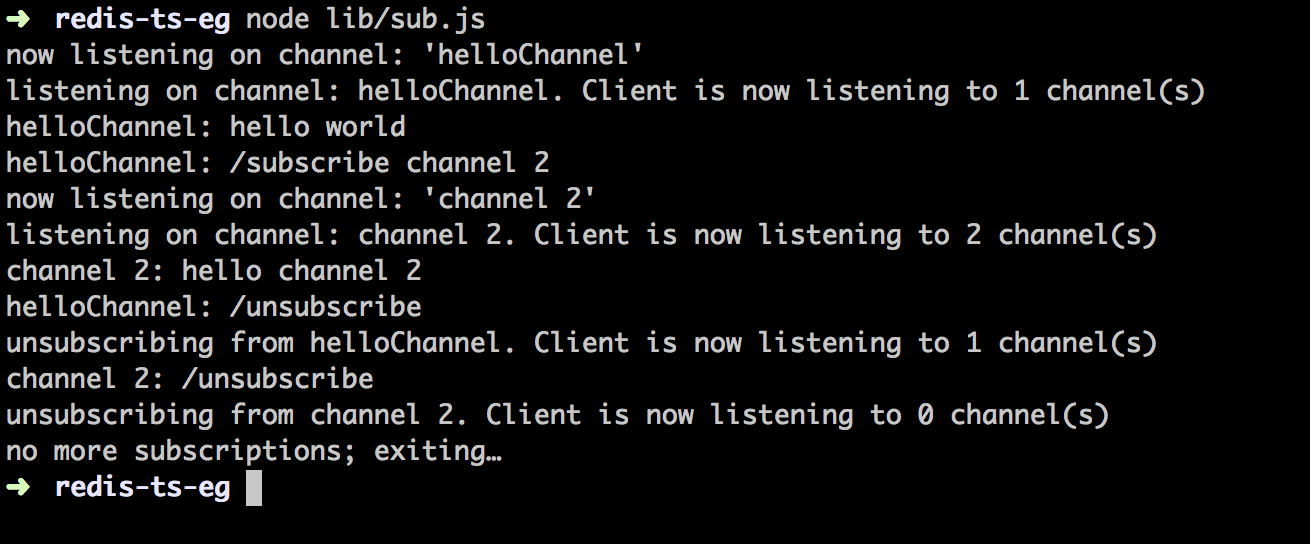 ➜ redis-ts-eg node lib/sub.js
now listening on channel: 'helloChannel'
listening on channel: helloChannel. Client is now listening to 1 channel(s)
helloChannel: hello world
helloChannel: /subscribe channel 2
now listening on channel: 'channel 2'
listening on channel: channel 2. Client is now listening to 2 channel(s)
channel 2: hello channel 2
helloChannel: /unsubscribe
unsubscribing from helloChannel. Client is now listening to 1 channel(s)
channel 2: /unsubscribe
unsubscribing from channel 2. Client is now listening to 0 channel(s)
no more subscriptions; exiting…
➜ redis-ts-eg